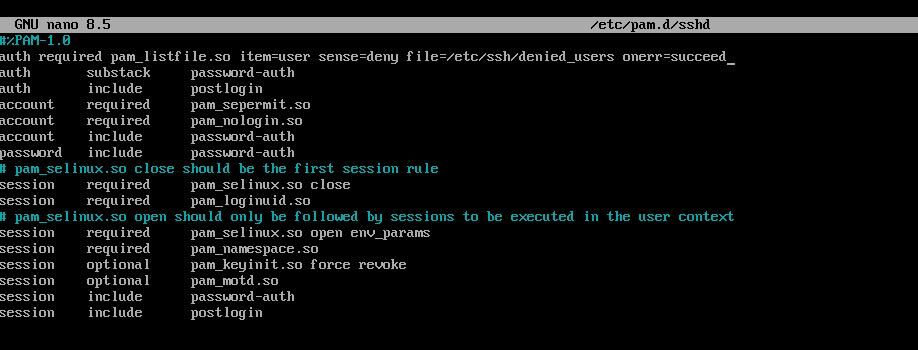 GNU nano 8.5 /etc/pam.d/sshd
#%PAM-1.0
auth required pam_listfile.so item=user sense=deny file=/etc/ssh/denied_users onerr=succeed_
auth substack password-auth
auth include postlogin
account required pam_sepermit.so
account required pam_nologin.so
account include password-auth
password include password-auth
# pam_selinux.so close should be the first session rule
session required pam_selinux.so close
session required pam_loginuid.so
# pam_selinux.so open should only be followed by sessions to be executed in the user context
session required pam_selinux.so open env_params
session required pam_namespace.so
session optional pam_keyinit.so force revoke
session optional pam_motd.so
session include password-auth
session include postlogin